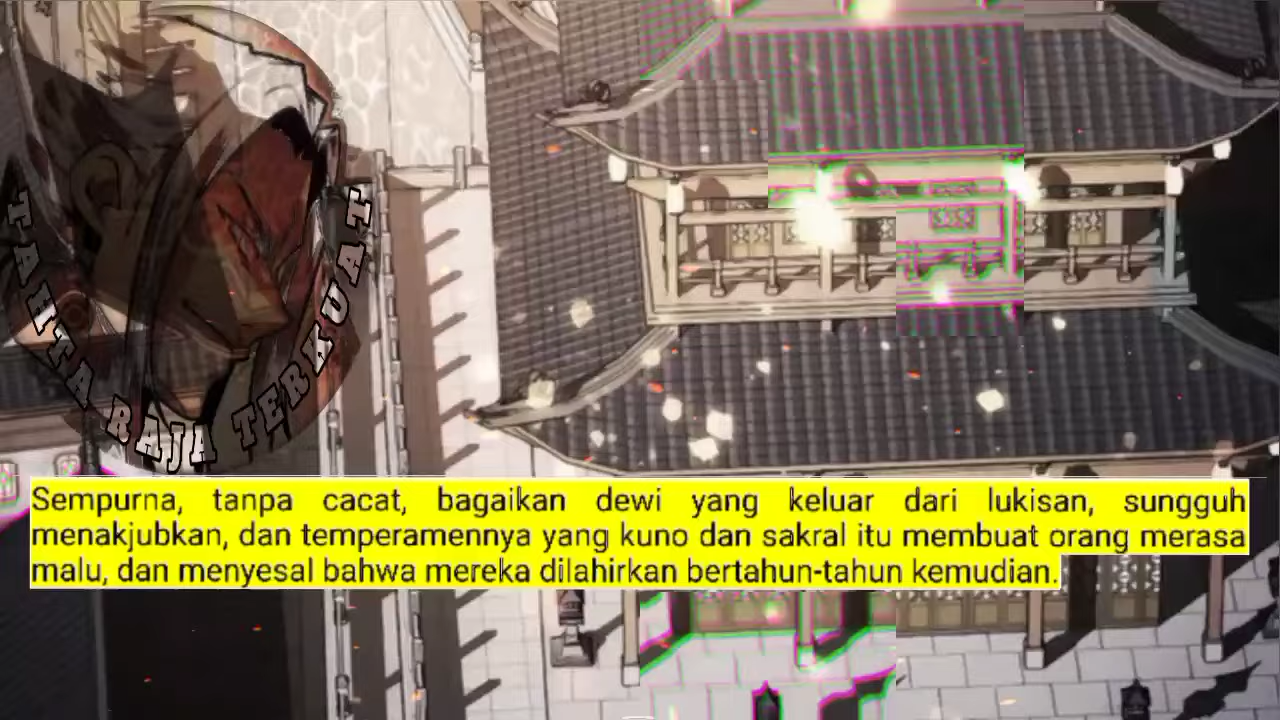 TAHTA RAJA TERKUAT
Sempurna, tanpa cacat, bagaikan dewi yang keluar dari lukisan, sungguh
menakjubkan, dan temperamennya yang kuno dan sakral itu membuat orang merasa
malu, dan menyesal bahwa mereka dilahirkan bertahun-tahun kemudian.